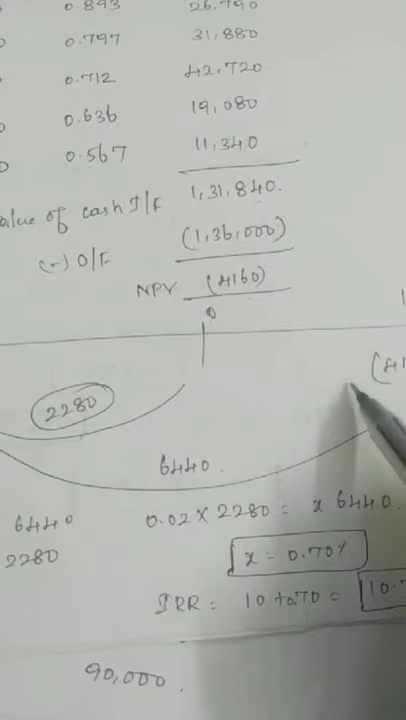 0.893 26.790
0.797 31,880
0.712 42,720
0.636 19,080
0.567 11,340
value of cash I/F 1,31,840.
(-) O/F (1,36,000)
NPV (4160)
0
2280
6440.
6440 0.02 × 2280 = x 6440.
2280
x = 0.70%
IRR = 10 + 0.70 = 10.7
90,000.